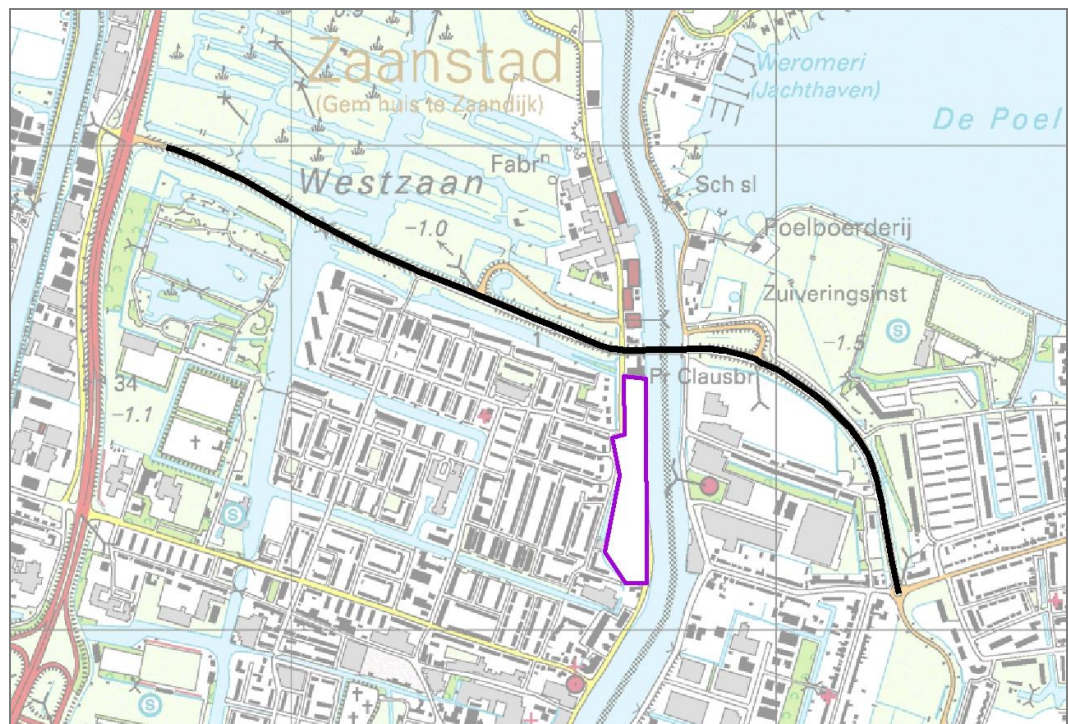 Zaanstad
(Gem huis te Zaandijk)
Weromeri
(Jachthaven)
De Poel
Fabrn
Westzaan
Sch sl
-1.0
Poelboerderij
Zuiveringsinst
S
-1.5
1
Pr Clausbr
34
-1.1
S
S